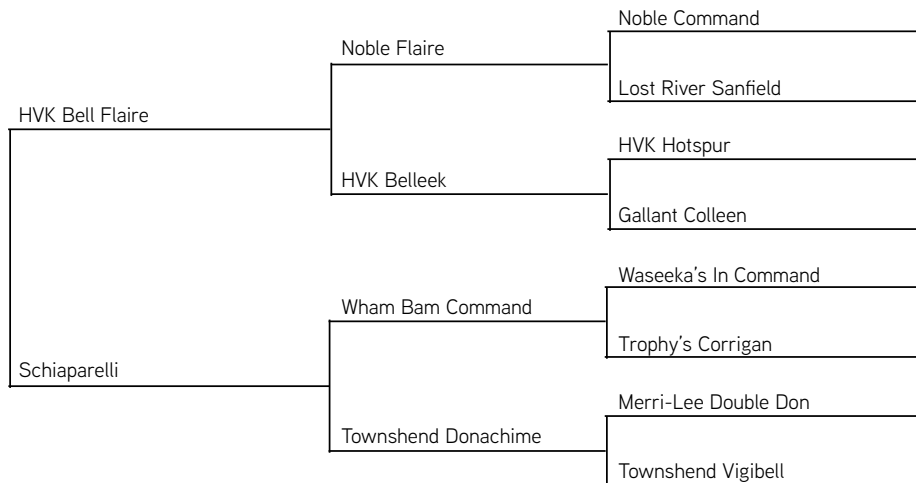 Noble Command
Noble Flaire
Lost River Sanfield
HVK Bell Flaire
HVK Hotspur
HVK Belleek
Gallant Colleen
Waseeka's In Command
Wham Bam Command
Trophy's Corrigan
Schiaparelli
Merri-Lee Double Don
Townshend Donachime
Townshend Vigibell